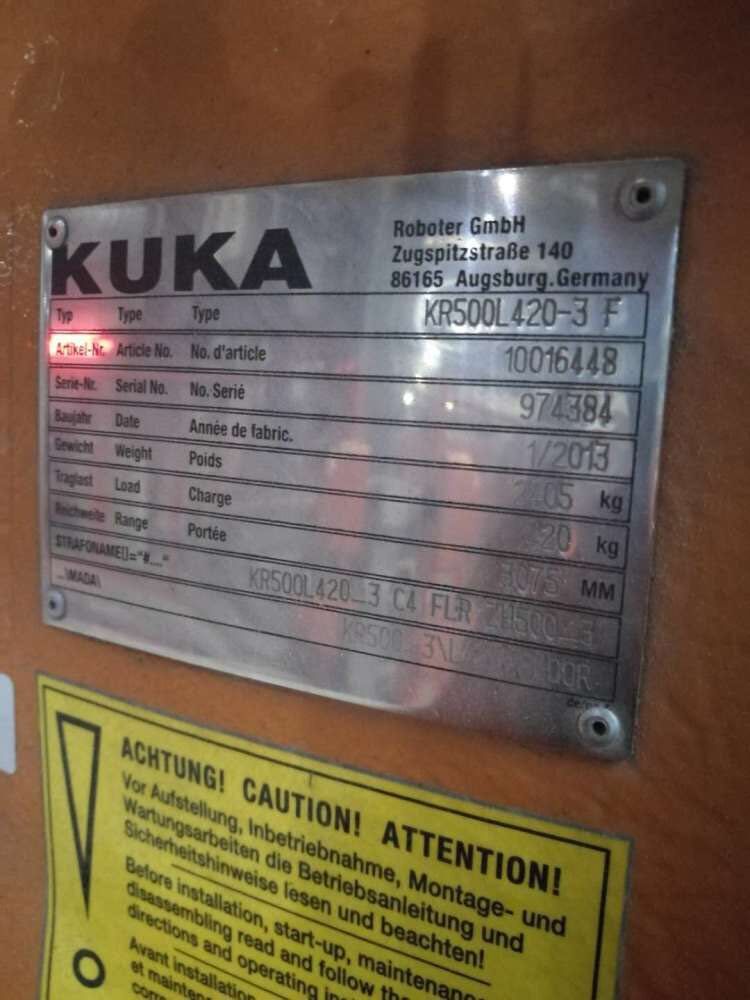 KUKA
Roboter GmbH
Zugspitzstraße 140
86165 Augsburg.Germany
Typ Type Type KR500L420-3 F
Artikel-Nr. Article No. No. d'article 10016448
Serie-Nr. Serial No. No. Serié 974384
Baujahr Date Année de fabric. 1/2013
Gewicht Weight Poids 2405 kg
Traglast Load Charge kg
Reichweite Range Portée 3075 MM
$TRAFONAME[]="#...." KR500L420_3 C4 FLR ZH500_3
...\MADA\
ACHTUNG! CAUTION! ATTENTION!
Vor Aufstellung, Inbetriebnahme, Montage- und
Wartungsarbeiten die Betriebsanleitung und
Sicherheitshinweise lesen und beachten!
Before installation, start-up, maintenance
disassembling read and follow the
directions and operating
Avant installation
et